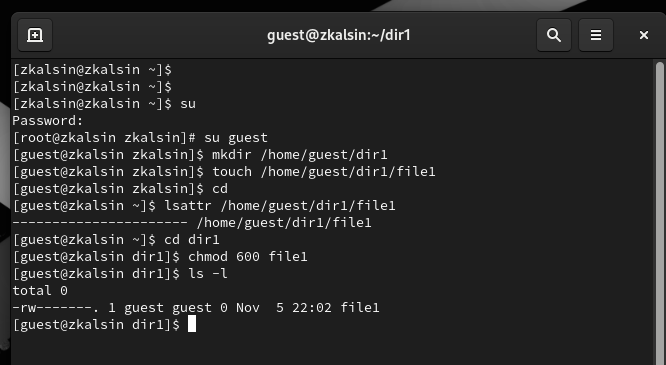 guest@zkalsin:~/dir1
[zkalsin@zkalsin ~]$
[zkalsin@zkalsin ~]$
[zkalsin@zkalsin ~]$ su
Password:
[root@zkalsin zkalsin]# su guest
[guest@zkalsin zkalsin]$ mkdir /home/guest/dir1
[guest@zkalsin zkalsin]$ touch /home/guest/dir1/file1
[guest@zkalsin zkalsin]$ cd
[guest@zkalsin ~]$ lsattr /home/guest/dir1/file1
---------------------- /home/guest/dir1/file1
[guest@zkalsin ~]$ cd dir1
[guest@zkalsin dir1]$ chmod 600 file1
[guest@zkalsin dir1]$ ls -l
total 0
-rw-------. 1 guest guest 0 Nov  5 22:02 file1
[guest@zkalsin dir1]$